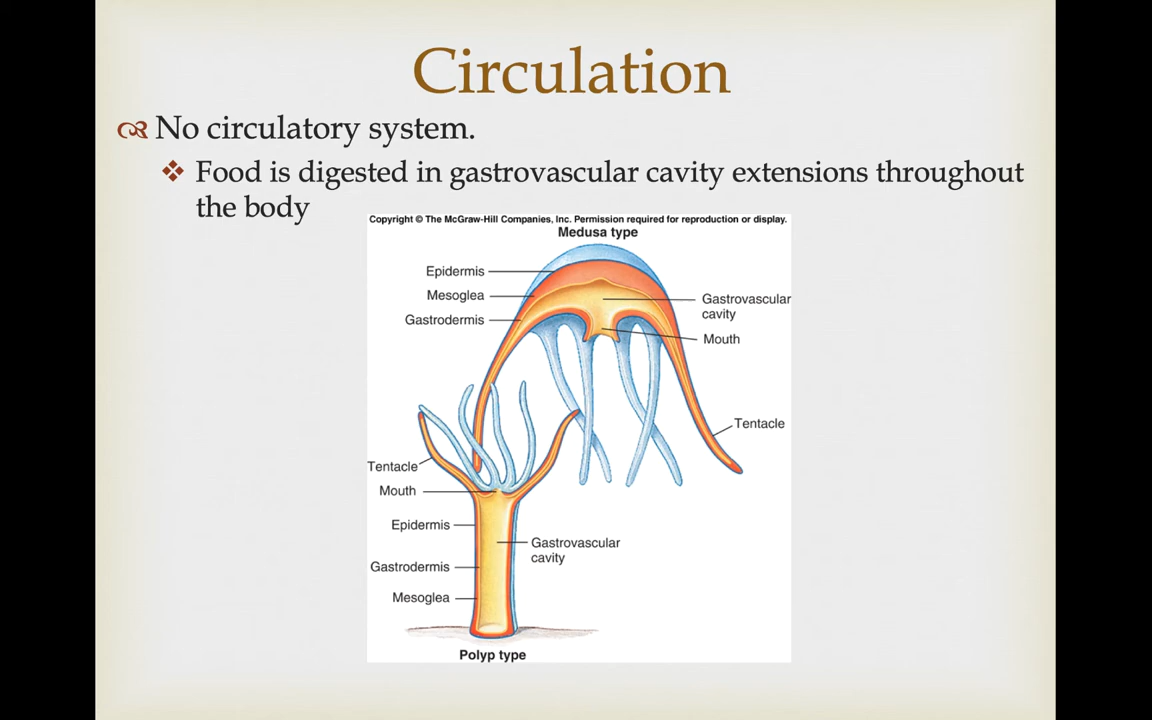 Circulation
No circulatory system.
Food is digested in gastrovascular cavity extensions throughout
the body
Copyright © The McGraw-Hill Companies, Inc. Permission required for reproduction or display.
Medusa type
Epidermis
Mesoglea
Gastrodermis
Gastrovascular
cavity
Mouth
Tentacle
Tentacle
Mouth
Epidermis
Gastrovascular
cavity
Gastrodermis
Mesoglea
Polyp type